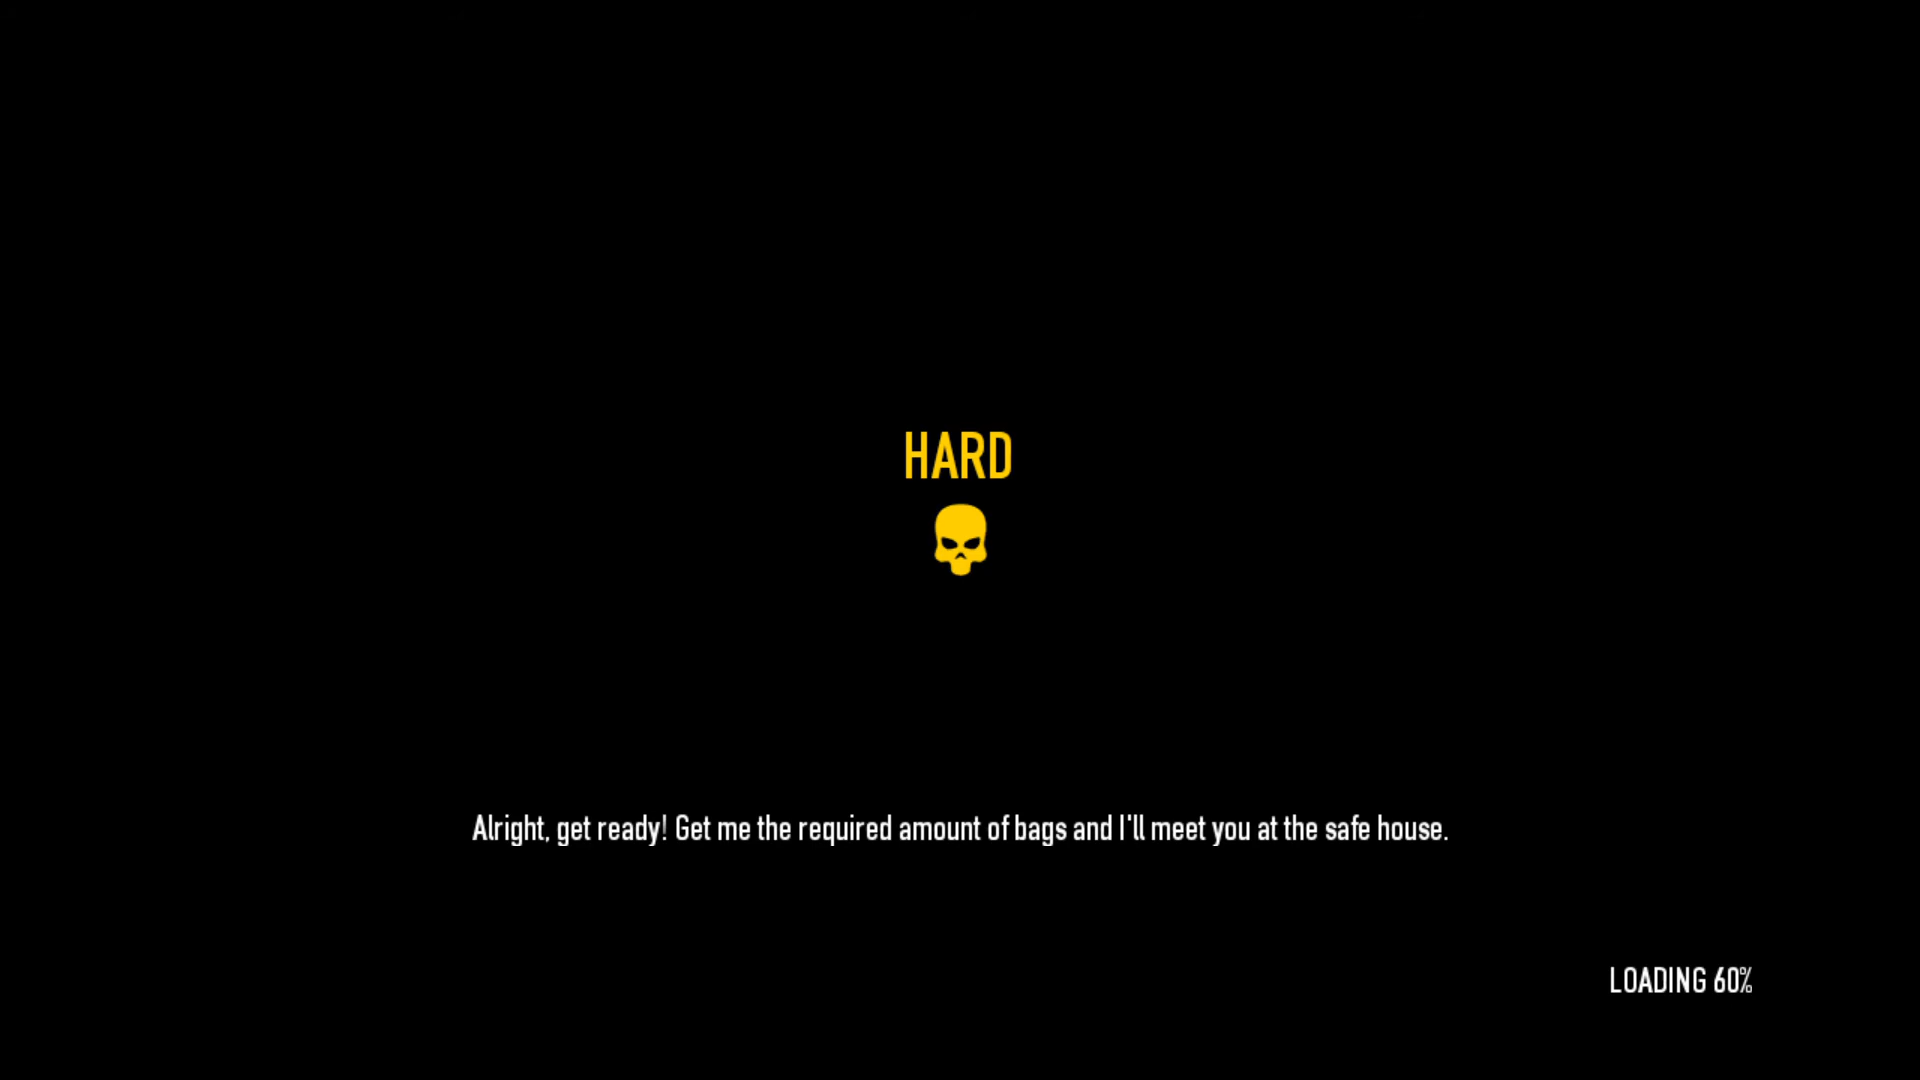 HARD
Alright, get ready! Get me the required amount of bags and I'll meet you at the safe house.
LOADING 60%